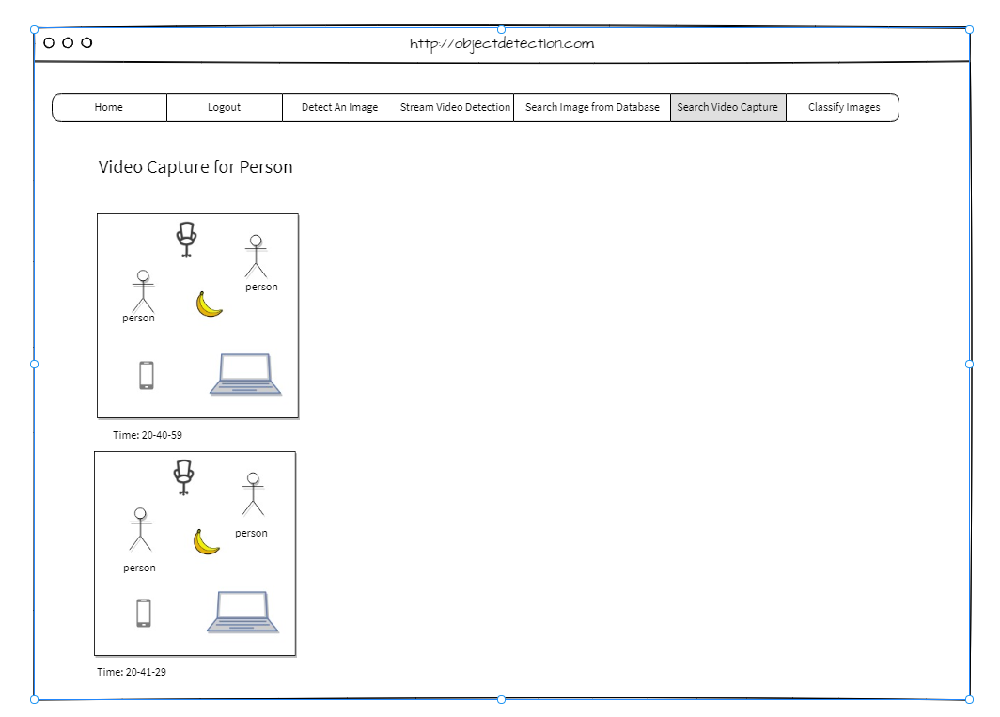 http://objectdetection.com
Home Logout Detect An Image Stream Video Detection Search Image from Database Search Video Capture Classify Images
Video Capture for Person
person
person
Time: 20-40-59
person
person
Time: 20-41-29